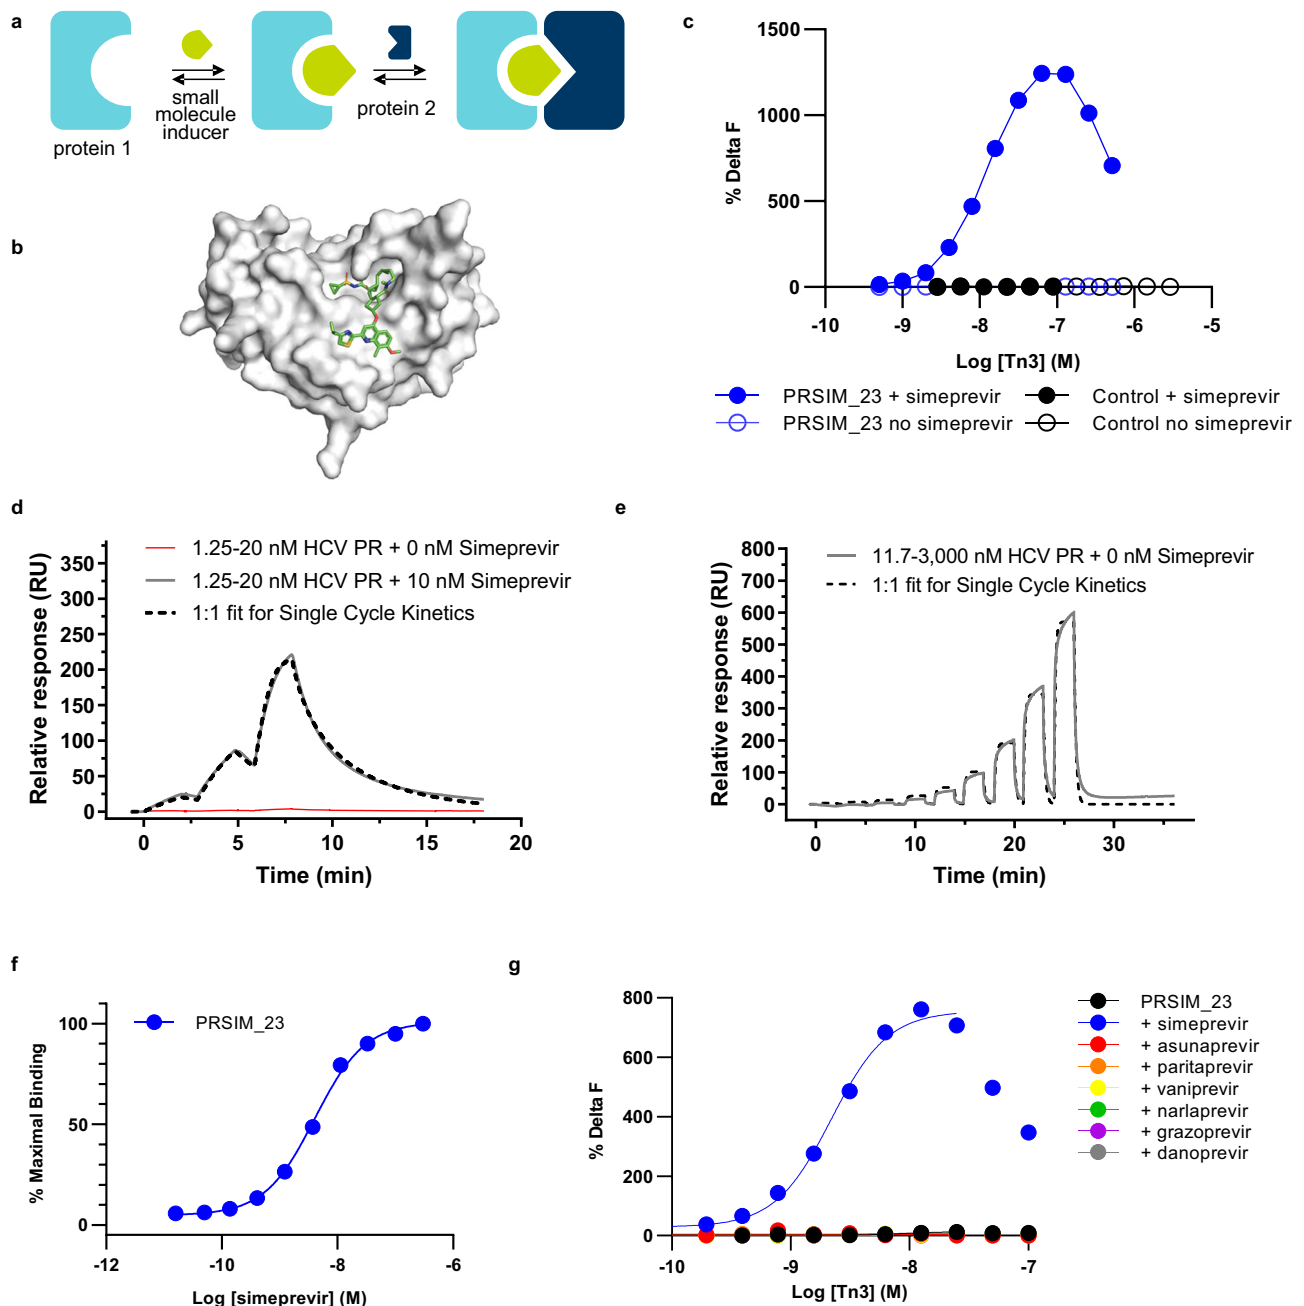 a
small
molecule
inducer
protein 1
protein 2
b
c
1500
1000
500
0
% Delta F
-10
-9
-8
-7
-6
-5
Log [Tn3] (M)
PRSIM_23 + simeprevir
Control + simeprevir
PRSIM_23 no simeprevir
Control no simeprevir
d
1.25-20 nM HCV PR + 0 nM Simeprevir
1.25-20 nM HCV PR + 10 nM Simeprevir
1:1 fit for Single Cycle Kinetics
350
300
250
200
150
100
50
0
Relative response (RU)
0
5
10
15
20
Time (min)
e
11.7-3,000 nM HCV PR + 0 nM Simeprevir
1:1 fit for Single Cycle Kinetics
800
700
600
500
400
300
200
100
0
Relative response (RU)
0
10
20
30
Time (min)
f
PRSIM_23
100
50
0
% Maximal Binding
-12
-10
-8
-6
Log [simeprevir] (M)
g
800
600
400
200
0
% Delta F
-10
-9
-8
-7
Log [Tn3] (M)
PRSIM_23
+ simeprevir
+ asunaprevir
+ paritaprevir
+ vaniprevir
+ narlaprevir
+ grazoprevir
+ danoprevir